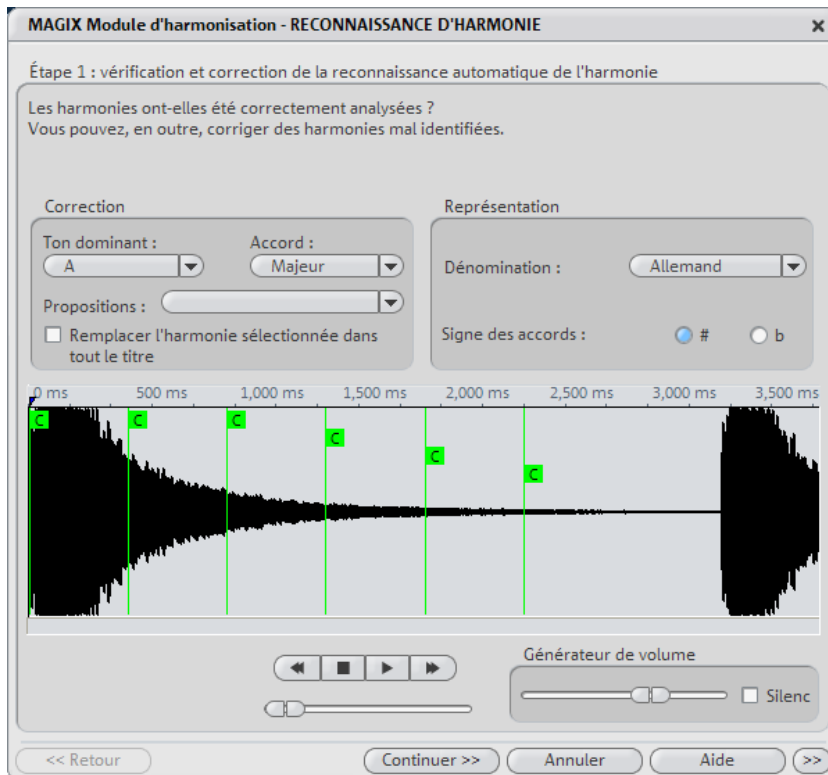 MAGIX Module d'harmonisation - RECONNAISSANCE D'HARMONIE
Étape 1 : vérification et correction de la reconnaissance automatique de l'harmonie
Les harmonies ont-elles été correctement analysées ?
Vous pouvez, en outre, corriger des harmonies mal identifiées.
Correction
Ton dominant :
Accord :
A
Majeur
Propositions :
Remplacer l'harmonie sélectionnée dans
tout le titre
Représentation
Dénomination :
Allemand
Signe des accords :
#
b
0 ms 500 ms 1,000 ms 1,500 ms 2,000 ms 2,500 ms 3,000 ms 3,500 ms
C C C
C
C
C
Générateur de volume
Silenc
<< Retour
Continuer >>
Annuler
Aide
>>